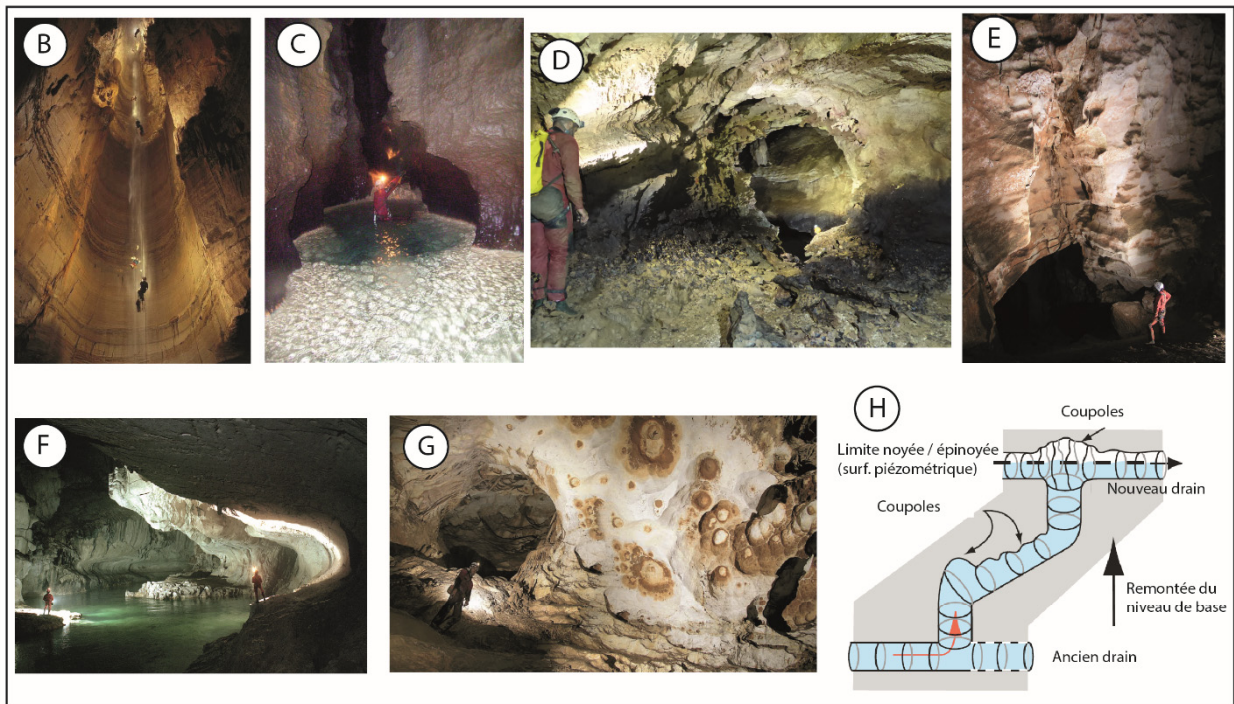 B
C
D
E
F
G
H
Coupoles
Limite noyée / épinoyée
(surf. piézométrique)
Nouveau drain
Coupoles
Remontée du
niveau de base
Ancien drain